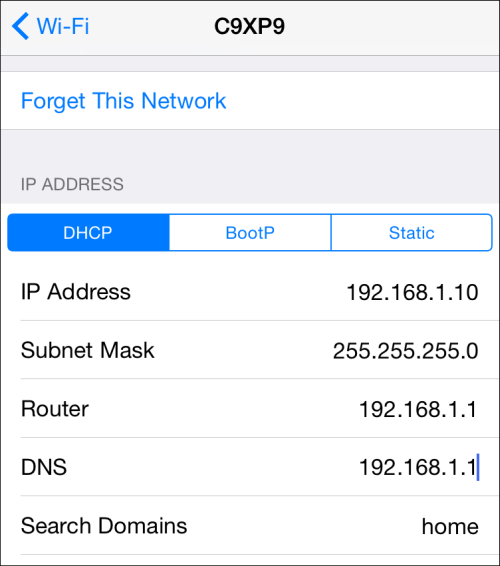 Wi-Fi C9XP9
Forget This Network
IP ADDRESS
DHCP BootP Static
IP Address 192.168.1.10
Subnet Mask 255.255.255.0
Router 192.168.1.1
DNS 192.168.1.1
Search Domains home